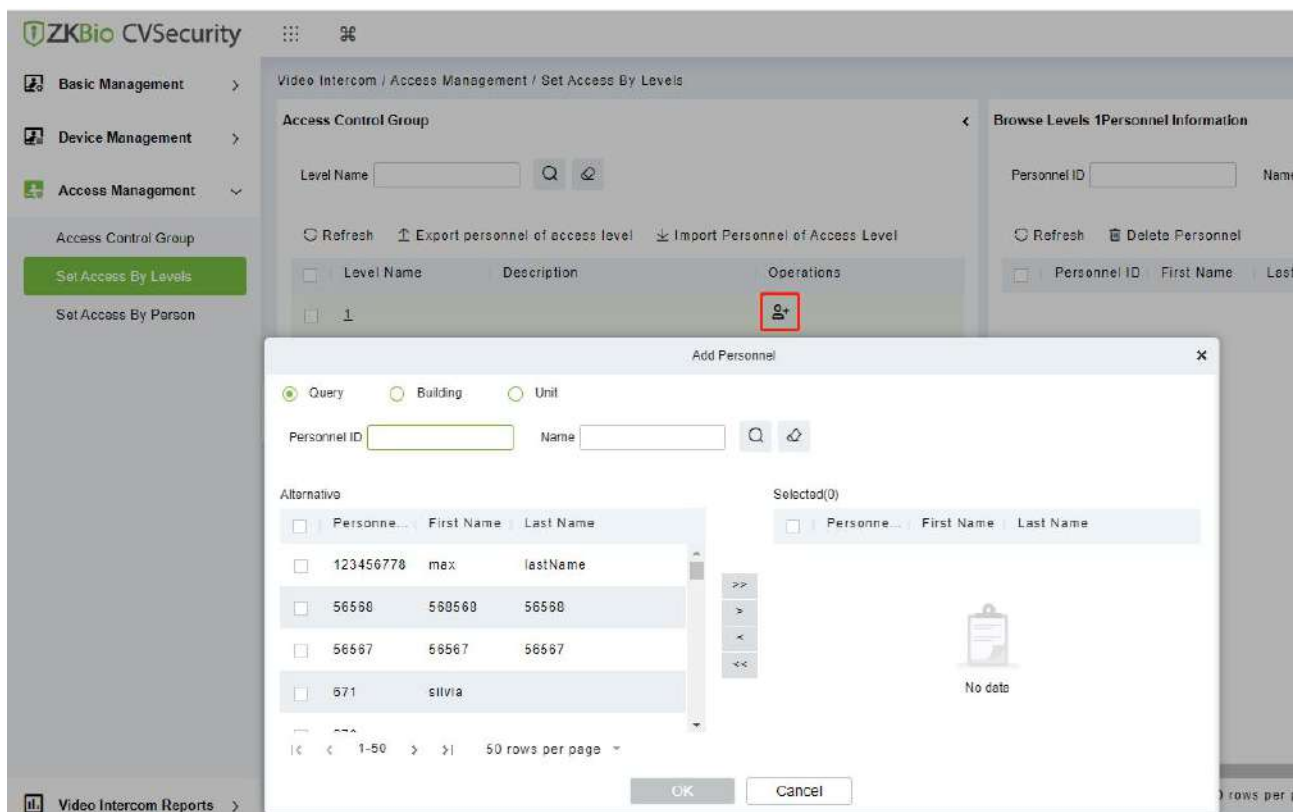 ZKBio CVSecurity
Basic Management
Device Management
Access Management
Access Control Group
Set Access By Levels
Set Access By Person
Video Intercom Reports
Video Intercom / Access Management / Set Access By Levels
Access Control Group
Level Name
Refresh Export personnel of access level Import Personnel of Access Level
Level Name Description Operations
1
Browse Levels 1Personnel Information
Personnel ID Name
Refresh Delete Personnel
Personnel ID First Name Last
Add Personnel
Query Building Unit
Personnel ID Name
Alternative
Personne... First Name Last Name
123456778 max lastName
56568 568568 56568
56567 56567 56567
671 silvia
1-50 50 rows per page
>>
>
<
<<
Selected(0)
Personne... First Name Last Name
No data
OK Cancel
rows per